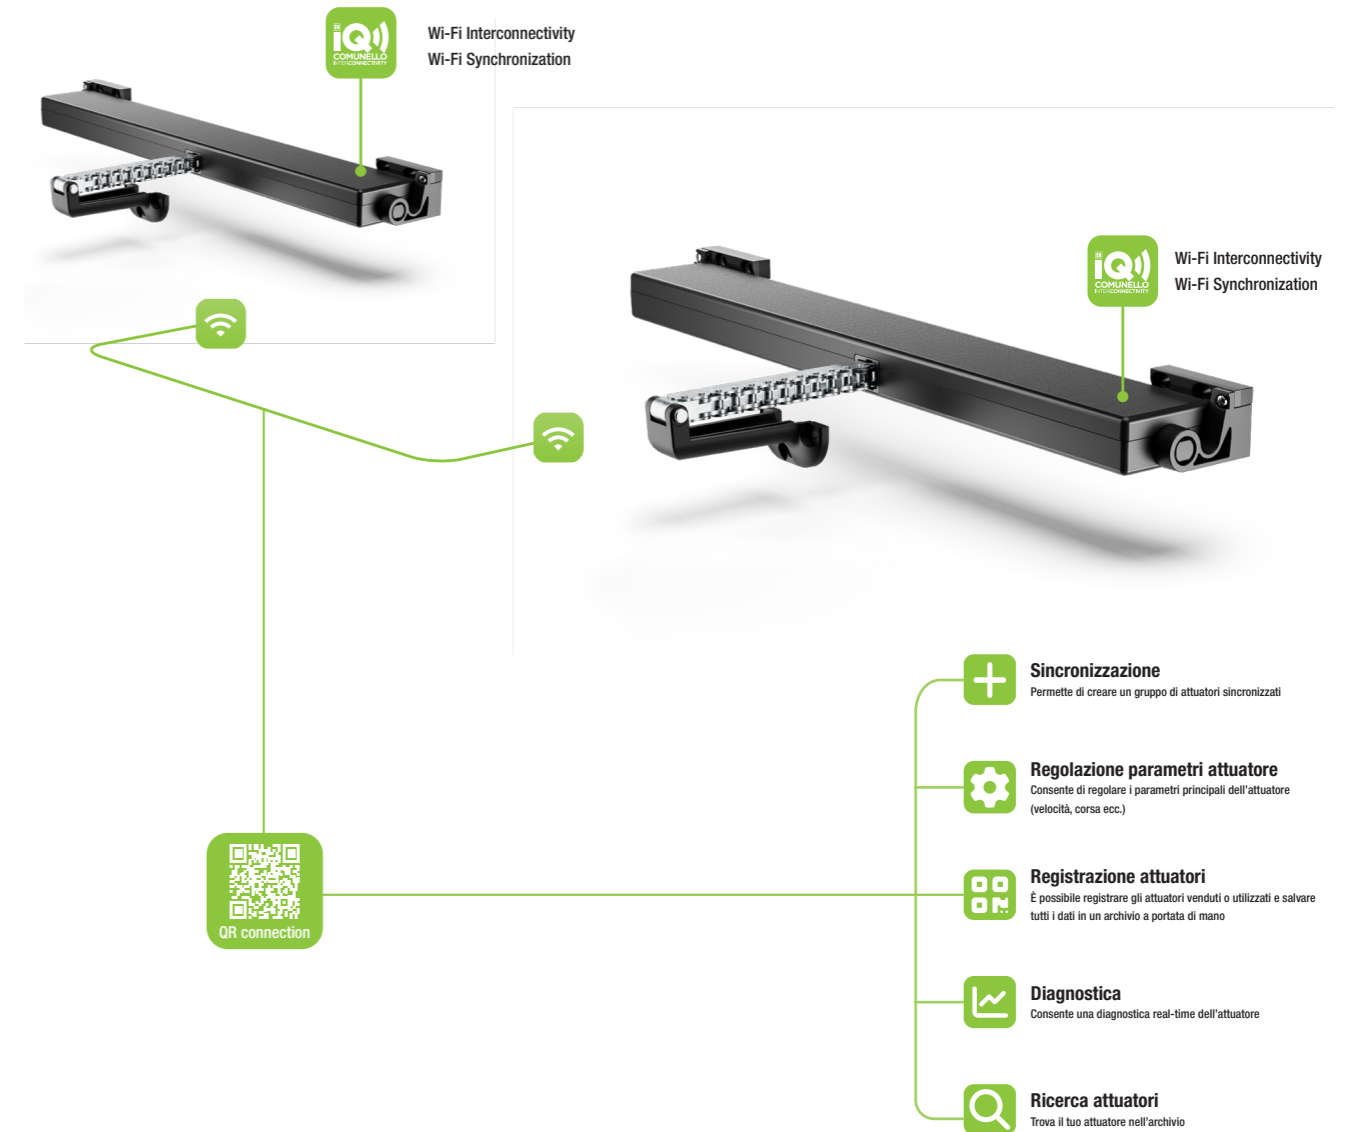 iQ
COMUNELLO
INTERCONNECTIVITY
Wi-Fi Interconnectivity
Wi-Fi Synchronization
iQ
COMUNELLO
INTERCONNECTIVITY
Wi-Fi Interconnectivity
Wi-Fi Synchronization
Sincronizzazione
Permette di creare un gruppo di attuatori sincronizzati
Regolazione parametri attuatore
Consente di regolare i parametri principali dell'attuatore
(velocità, corsa ecc.)
Registrazione attuatori
È possibile registrare gli attuatori venduti o utilizzati e salvare
tutti i dati in un archivio a portata di mano
QR connection
Diagnostica
Consente una diagnostica real-time dell'attuatore
Ricerca attuatori
Trova il tuo attuatore nell'archivio